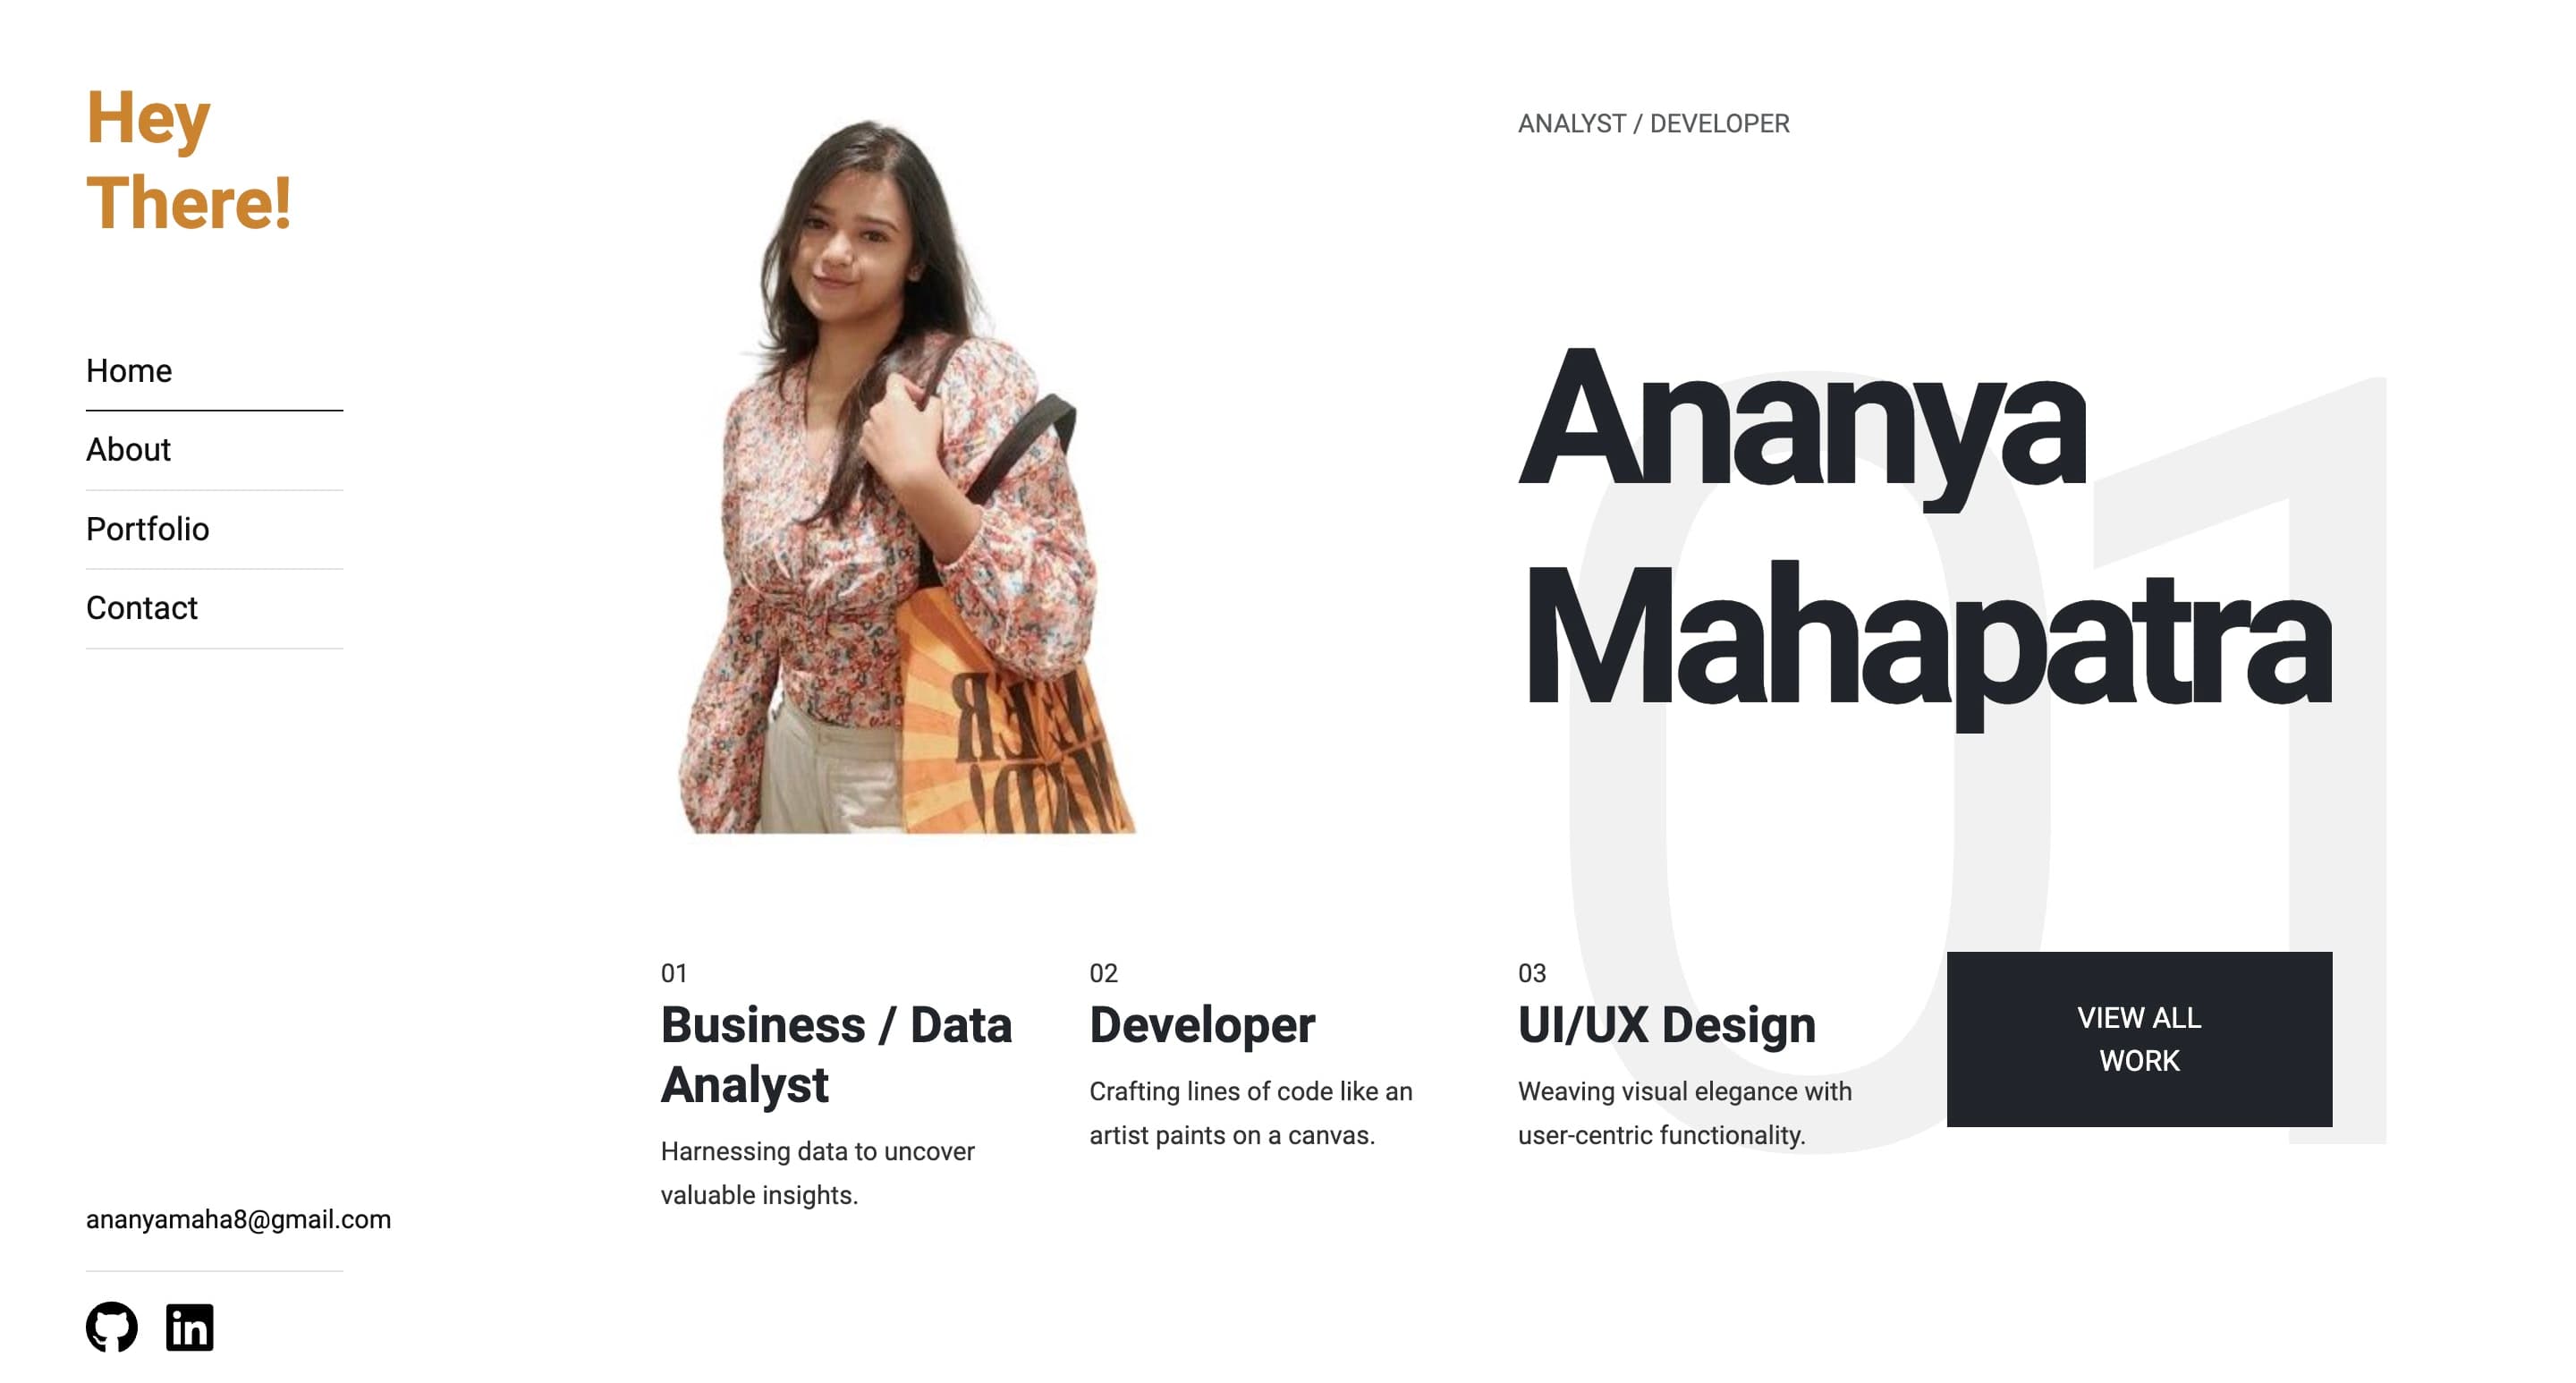 Hey
There!
Home
About
Portfolio
Contact
ananyamaha8@gmail.com
in
ANALYST / DEVELOPER
01
Ananya
Mahapatra
01
Business / Data
Analyst
Harnessing data to uncover
valuable insights.
02
Developer
Crafting lines of code like an
artist paints on a canvas.
03
UI/UX Design
Weaving visual elegance with
user-centric functionality.
VIEW ALL
WORK